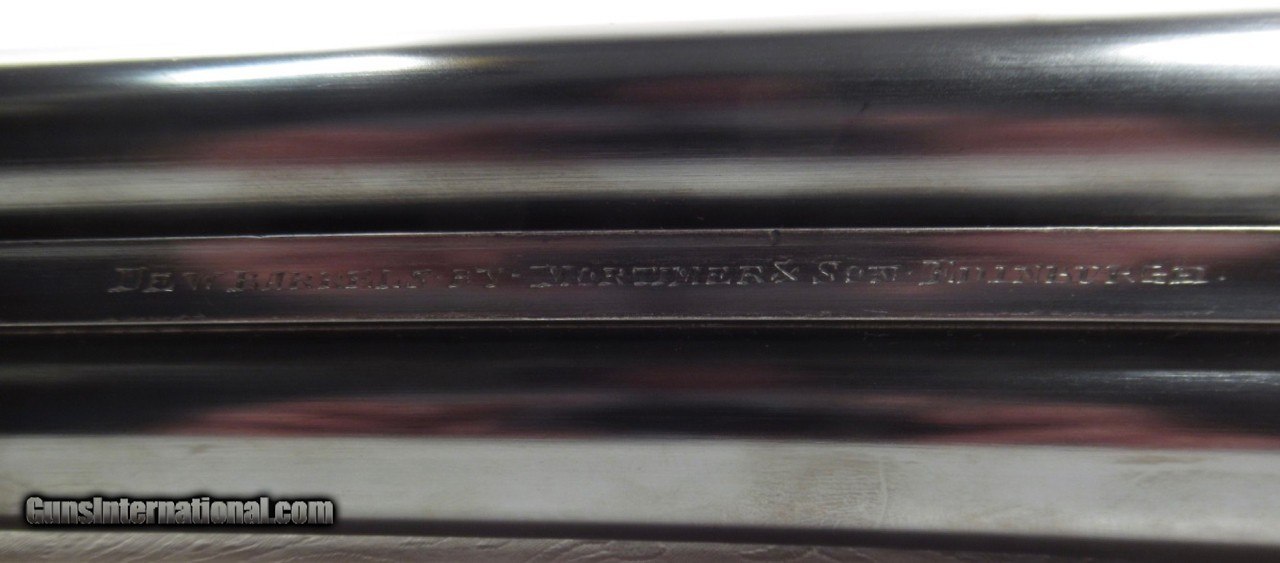 NEW BARRELS BY MORTIMER & SON EDINBURGH.
GunsInternational.com